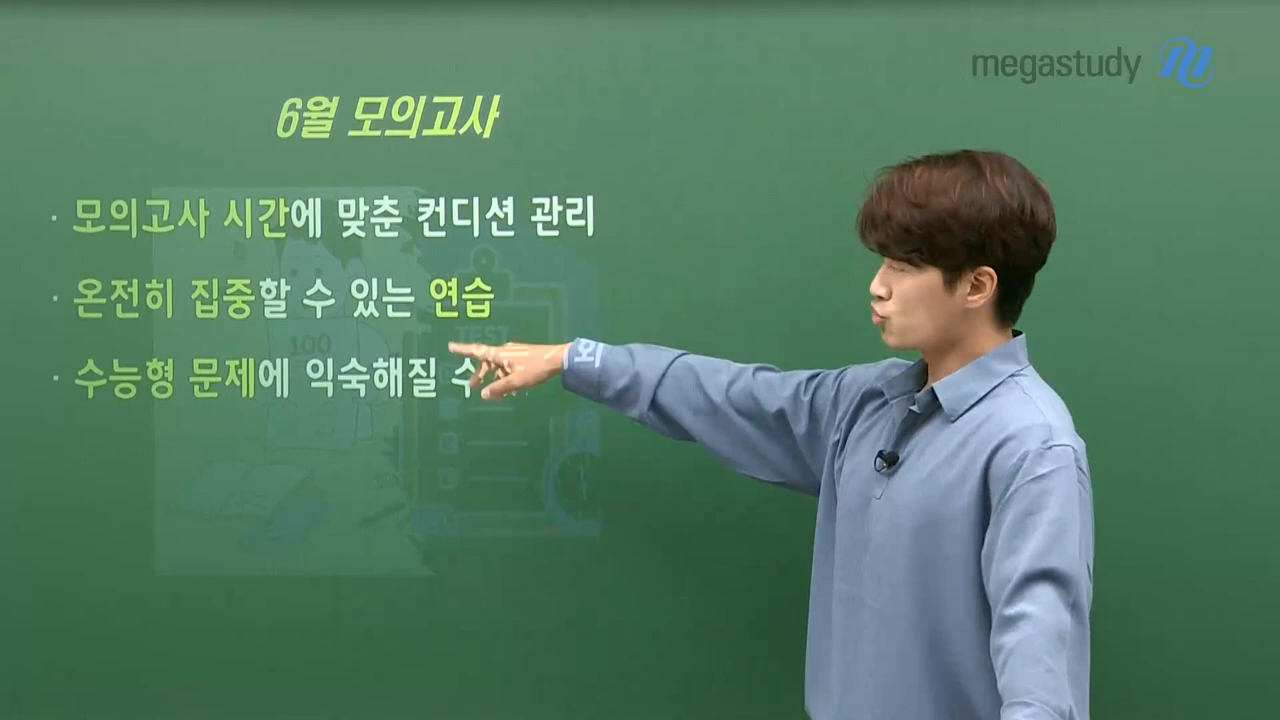 megastudy
6월 모의고사
· 모의고사 시간에 맞춘 컨디션 관리
· 온전히 집중할 수 있는 연습
· 수능형 문제에 익숙해질 수
TEST
100